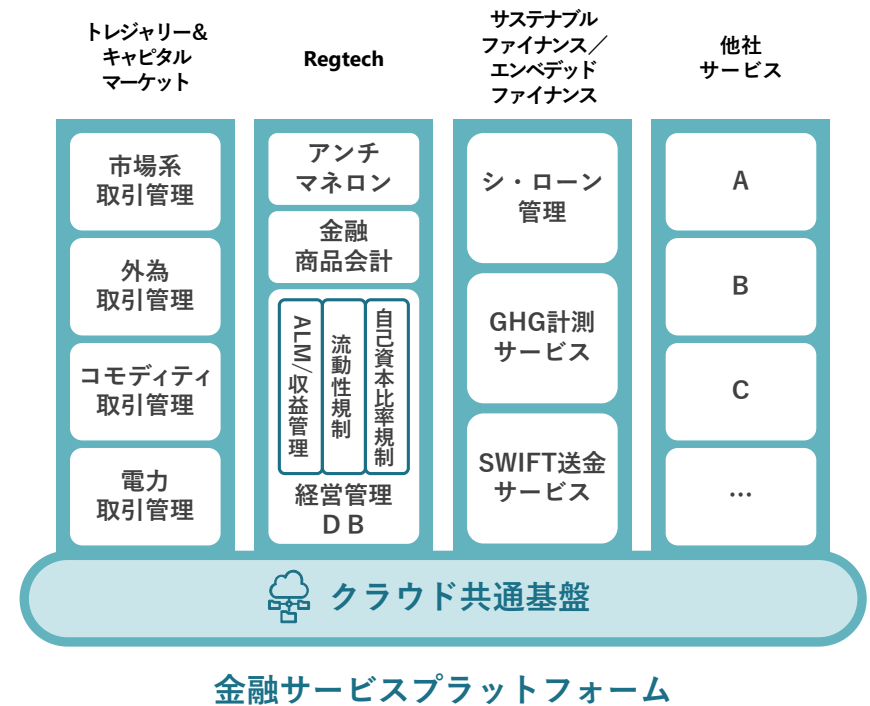 トレジャリー&
キャピタル
マーケット
市場系
取引管理
外為
取引管理
コモディティ
取引管理
電力
取引管理
Regtech
アンチ
マネロン
金融
商品会計
ALM/収益管理
流動性規制
自己資本比率規制
経営管理
DB
サステナブル
ファイナンス/
エンベデッド
ファイナンス
シ・ローン
管理
GHG計測
サービス
SWIFT送金
サービス
他社
サービス
A
B
C
…
クラウド共通基盤
金融サービスプラットフォーム